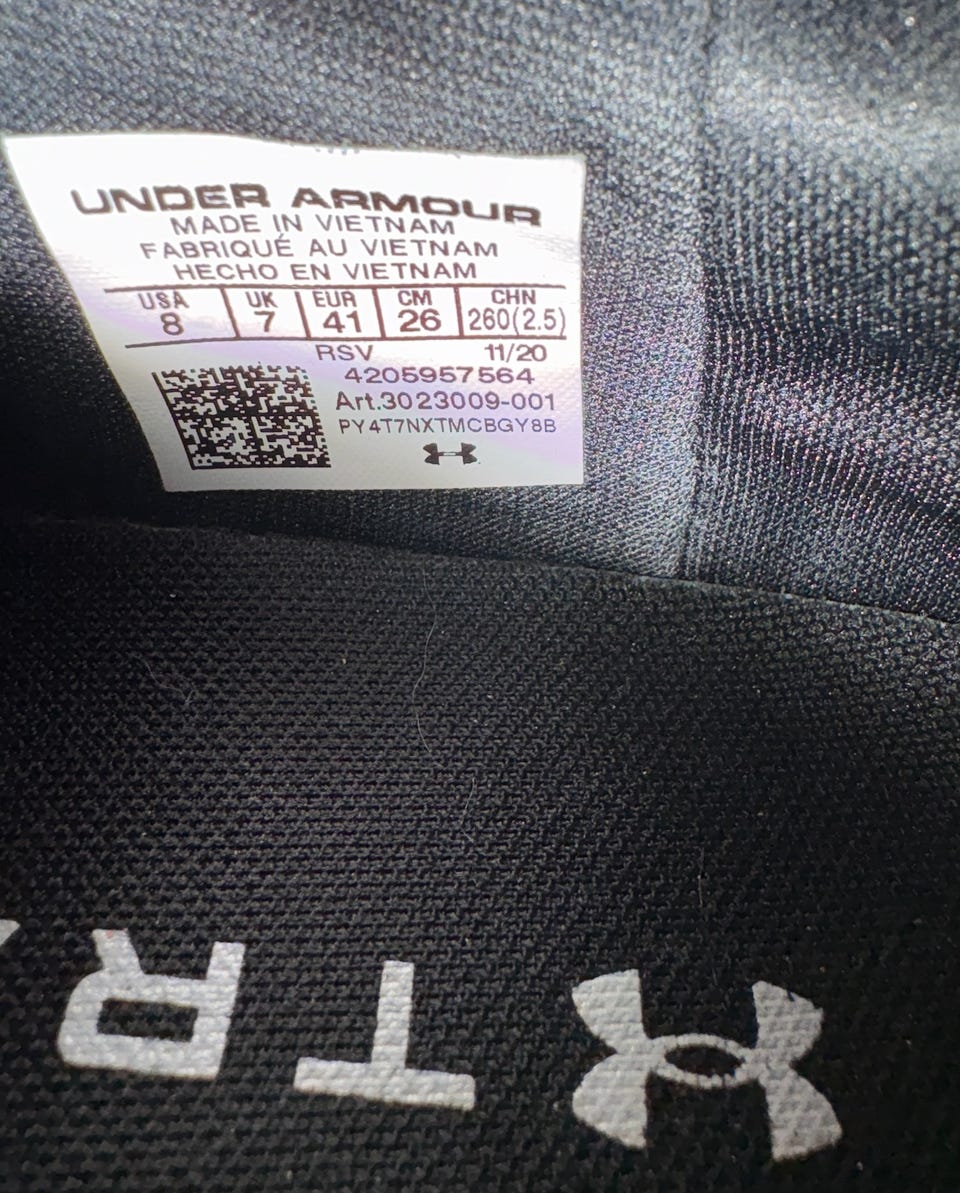 UNDER ARMOUR
MADE IN VIETNAM
FABRIQUÉ AU VIETNAM
HECHO EN VIETNAM
USA UK EUR CM CHN
8 7 41 26 260(2.5)
RSV 11/20
4205957564
Art.3023009-001
PY4T7NXTMCBGY8B
TR